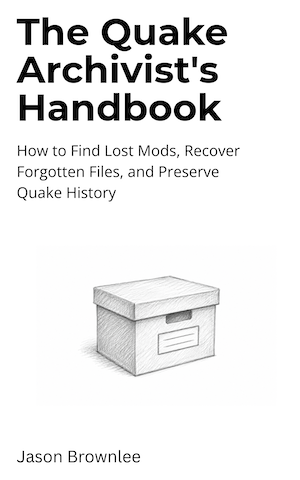 The Quake
Archivist's
Handbook
How to Find Lost Mods, Recover
Forgotten Files, and Preserve
Quake History
Jason Brownlee